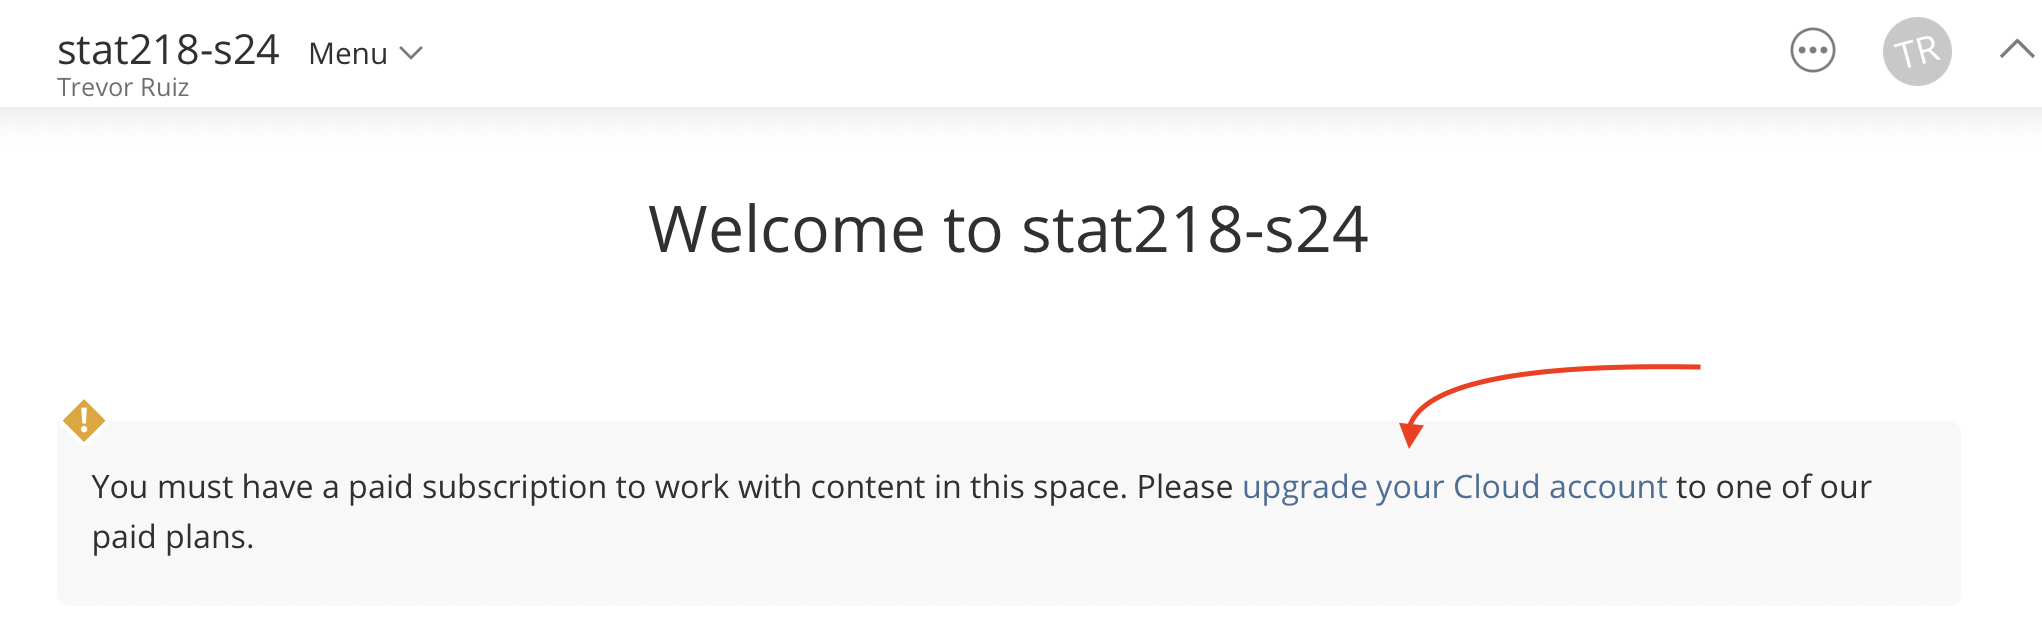 stat218-s24 Menu
Trevor Ruiz
TR
Welcome to stat218-s24
You must have a paid subscription to work with content in this space. Please upgrade your Cloud account to one of our
paid plans.